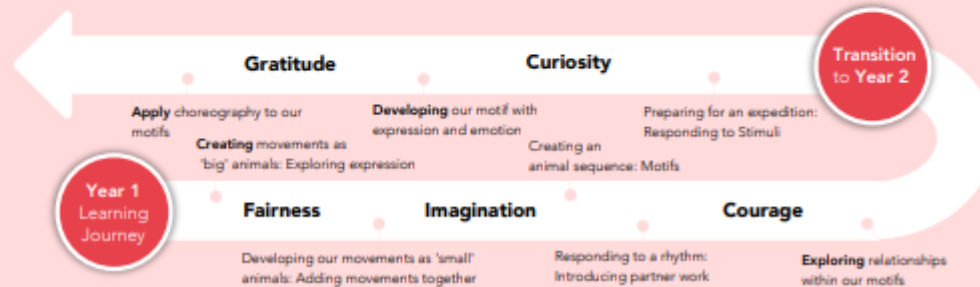 Gratitude
Curiosity
Transition
to Year 2
Apply choreography to our
motifs
Developing our motif with
expression and emotion
Preparing for an expedition:
Responding to Stimuli
Creating movements as
'big' animals: Exploring expression
Creating an
animal sequence: Motifs
Year 1
Learning
Journey
Fairness
Imagination
Courage
Developing our movements as 'small'
animals: Adding movements together
Responding to a rhythm:
Introducing partner work
Exploring relationships
within our motifs